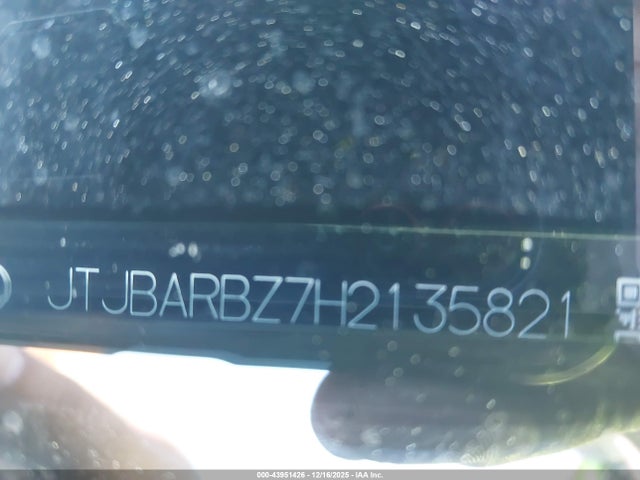 JTJBARBZ7H2135821
000-43951426 - 12/16/2025 - IAA Inc.